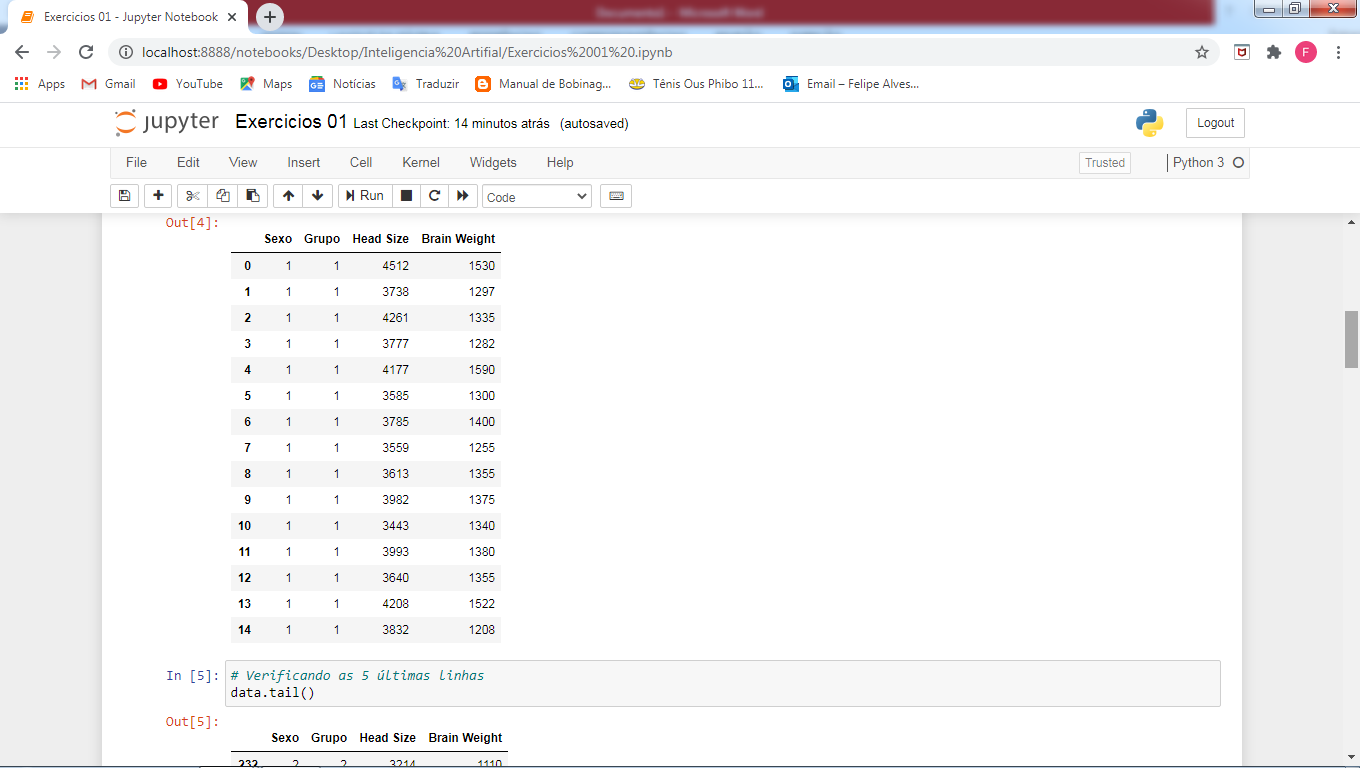 Documento1 - Microsoft Word
Exercicios 01 - Jupyter Notebook
localhost:8888/notebooks/Desktop/Inteligencia%20Artifial/Exercicios%2001%20.ipynb
F
Apps Gmail YouTube Maps Notícias Traduzir Manual de Bobinag... Tênis Ous Phibo 11... Email – Felipe Alves...
jupyter Exercicios 01 Last Checkpoint: 14 minutos atrás (autosaved) Logout
File Edit View Insert Cell Kernel Widgets Help Trusted Python 3
Run Code
Out[4]:
Sexo Grupo Head Size Brain Weight
0 1 1 4512 1530
1 1 1 3738 1297
2 1 1 4261 1335
3 1 1 3777 1282
4 1 1 4177 1590
5 1 1 3585 1300
6 1 1 3785 1400
7 1 1 3559 1255
8 1 1 3613 1355
9 1 1 3982 1375
10 1 1 3443 1340
11 1 1 3993 1380
12 1 1 3640 1355
13 1 1 4208 1522
14 1 1 3832 1208
In [5]: # Verificando as 5 últimas linhas
data.tail()
Out[5]:
Sexo Grupo Head Size Brain Weight
232 2 2 3214 1110